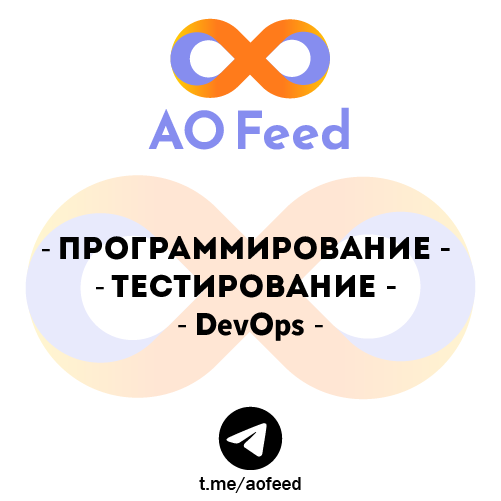 AO Feed
- ПРОГРАММИРОВАНИЕ -
- ТЕСТИРОВАНИЕ -
- DevOps -
t.me/aofeed